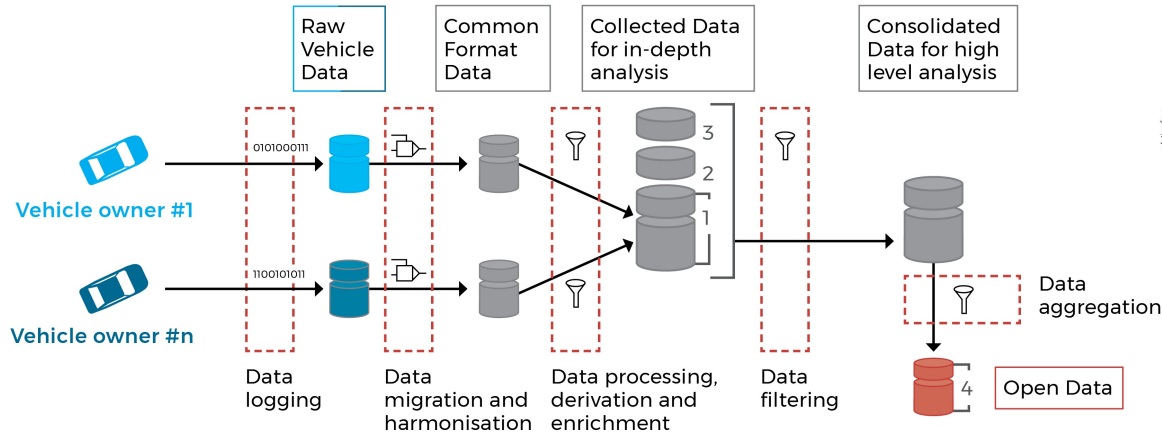 Raw
Vehicle
Data
Common
Format
Data
Collected Data
for in-depth
analysis
Consolidated
Data for high
level analysis
0101000111
Vehicle owner #1
3
2
1
1100101011
Vehicle owner #n
Data
logging
Data
migration and
harmonisation
Data processing,
derivation and
enrichment
Data
filtering
Data
aggregation
4
Open Data